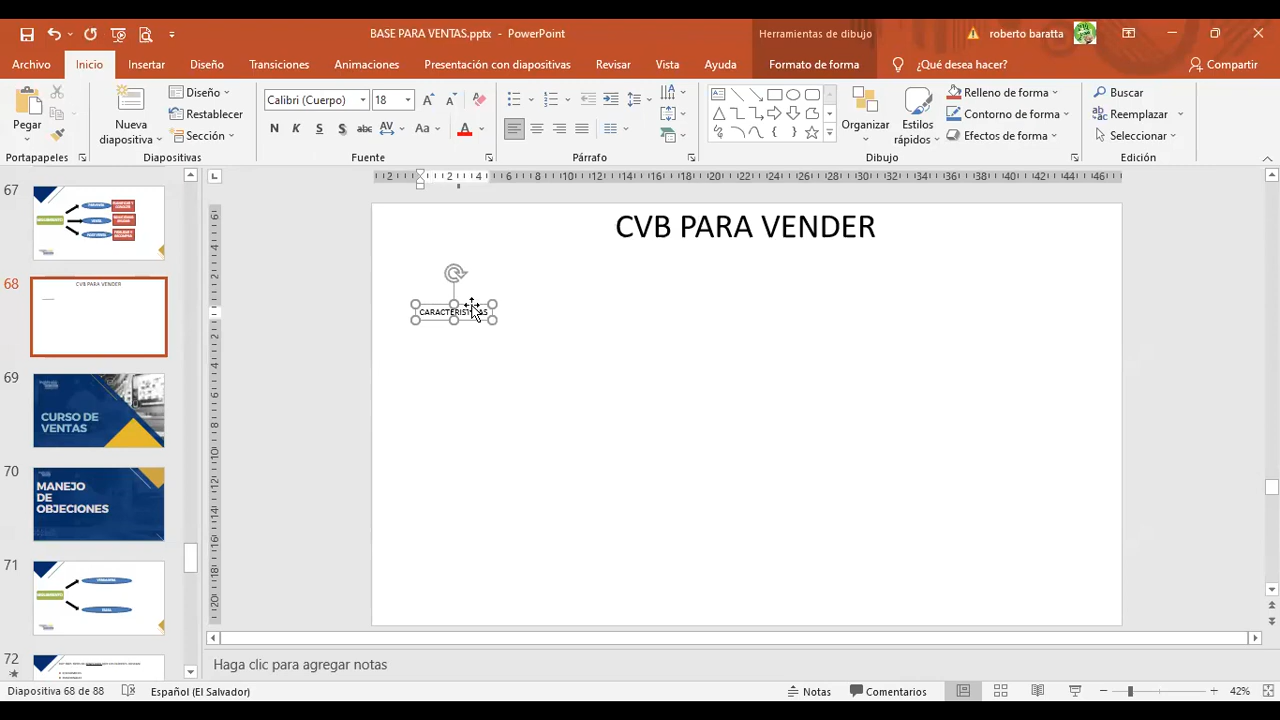 BASE PARA VENTAS.pptx - PowerPoint
Herramientas de dibujo
roberto baratta
Archivo
Inicio
Insertar
Diseño
Transiciones
Animaciones
Presentación con diapositivas
Revisar
Vista
Ayuda
Formato de forma
¿Qué desea hacer?
Compartir
Pegar
Nueva
diapositiva
Diseño
Restablecer
Sección
Calibri (Cuerpo)
18
N K S S abc AV Aa A
Organizar
Estilos
rápidos
Relleno de forma
Contorno de forma
Efectos de forma
Buscar
Reemplazar
Seleccionar
Portapapeles
Diapositivas
Fuente
Párrafo
Dibujo
Edición
67
68
CVB PARA VENDER
69
CURSO DE
VENTAS
70
MANEJO
DE
OBJECIONES
71
72
CVB PARA VENDER
CARACTERISTICAS
Haga clic para agregar notas
Diapositiva 68 de 88
Español (El Salvador)
Notas
Comentarios
42%